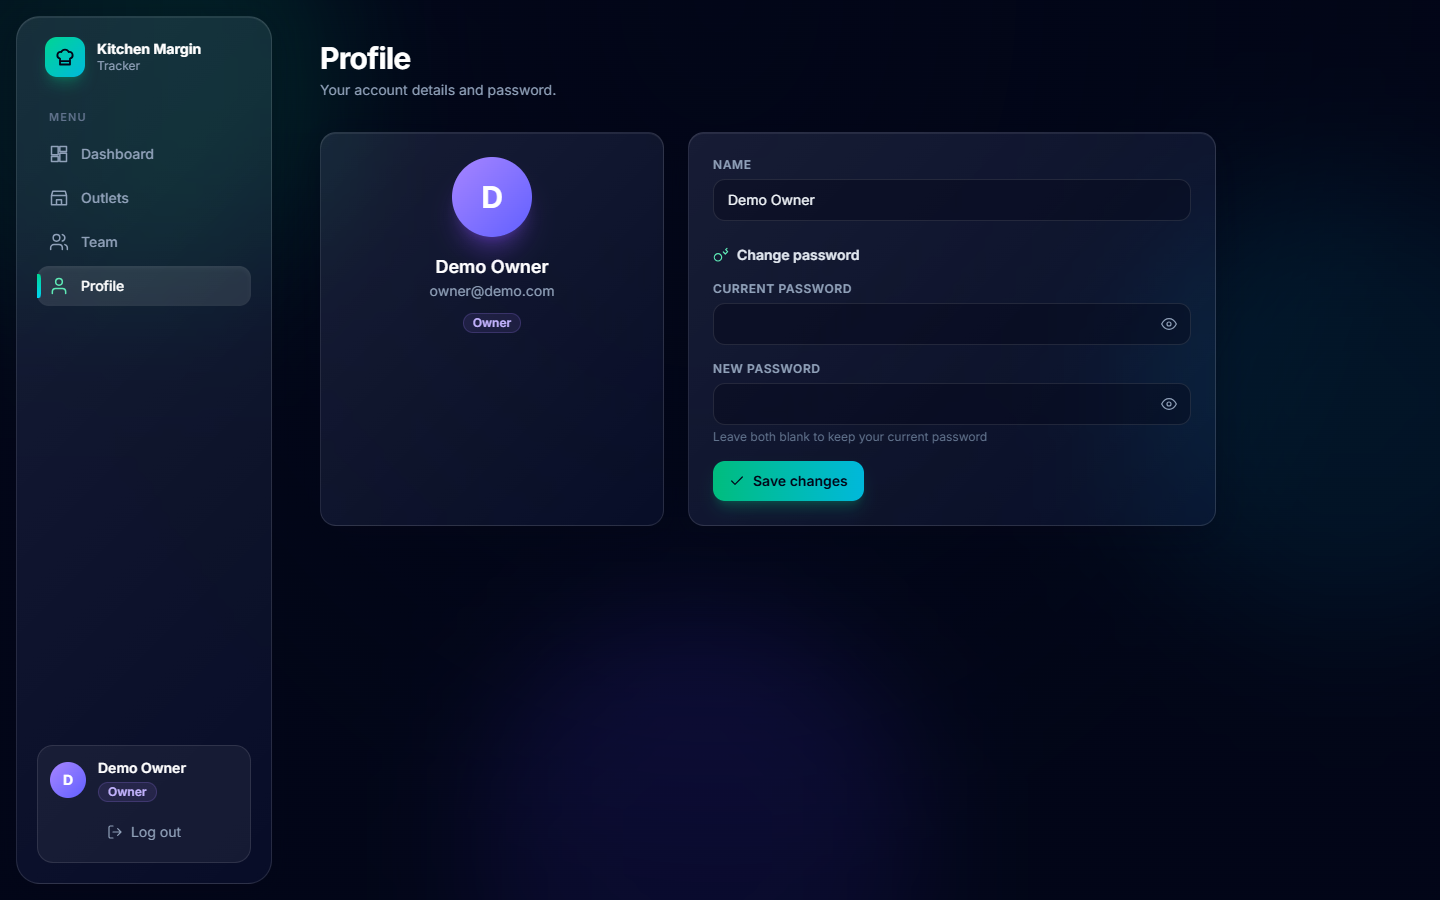 Kitchen Margin
Tracker
MENU
Dashboard
Outlets
Team
Profile
D
Demo Owner
Owner
Log out
Profile
Your account details and password.
D
Demo Owner
owner@demo.com
Owner
NAME
Demo Owner
Change password
CURRENT PASSWORD
NEW PASSWORD
Leave both blank to keep your current password
Save changes